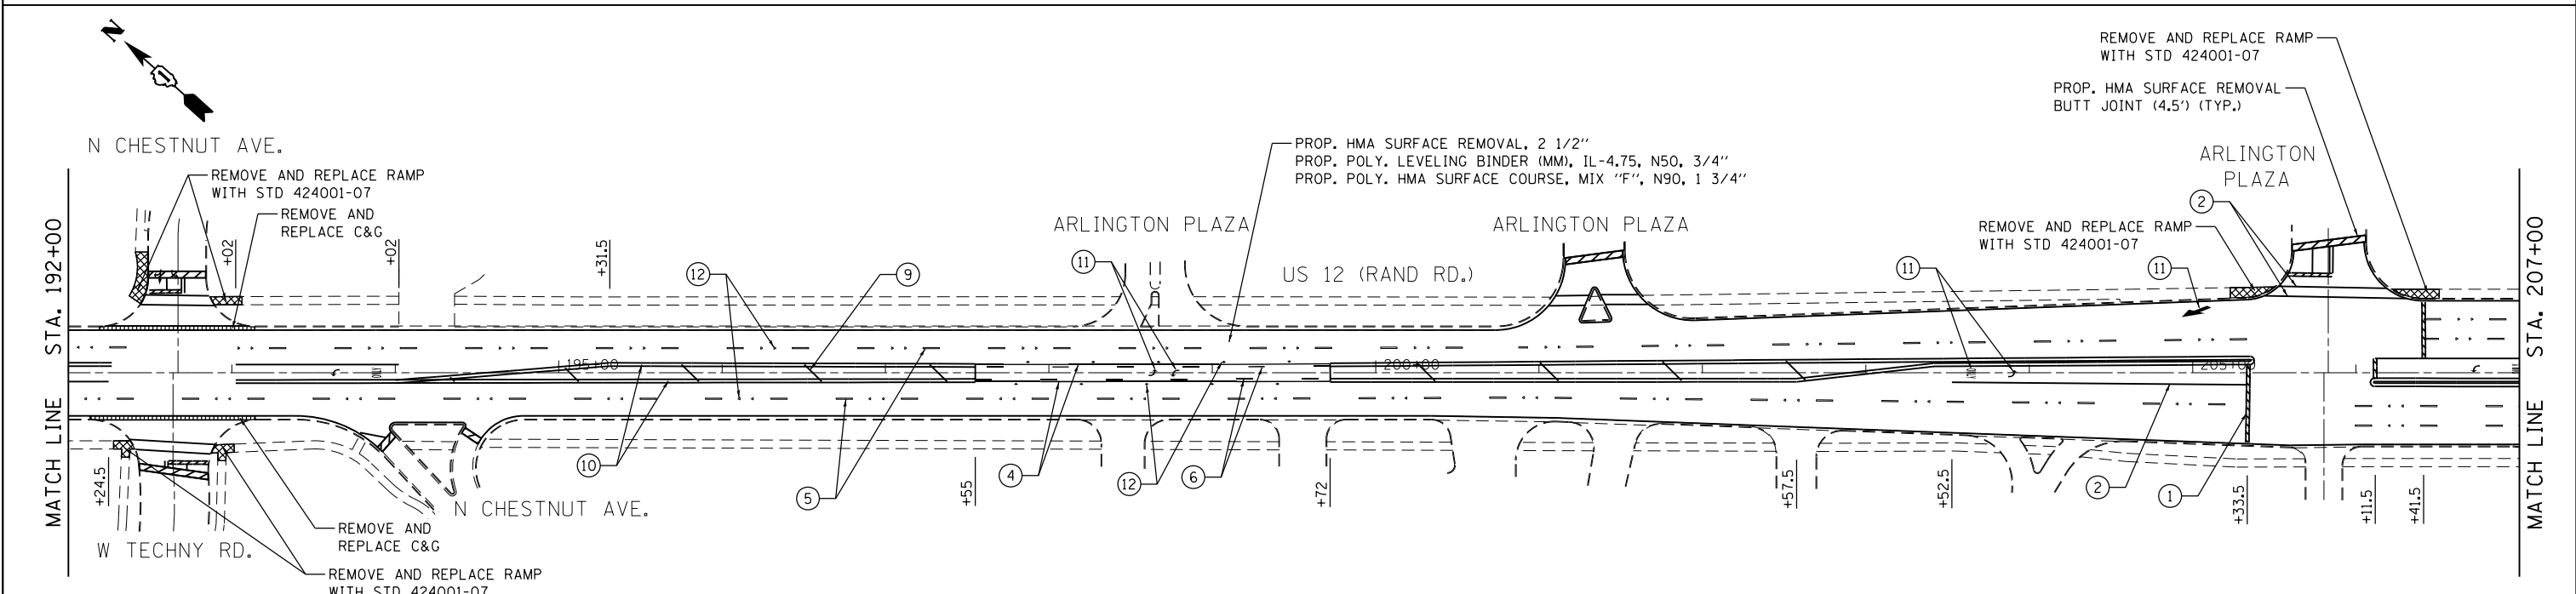 REMOVE AND REPLACE RAMP
WITH STD 424001-07
PROP. HMA SURFACE REMOVAL
BUTT JOINT (4.5') (TYP.)
N
N CHESTNUT AVE.
PROP. HMA SURFACE REMOVAL, 2 1/2"
PROP. POLY. LEVELING BINDER (MM), IL-4.75, N50, 3/4"
PROP. POLY. HMA SURFACE COURSE, MIX "F", N90, 1 3/4"
ARLINGTON
PLAZA
REMOVE AND REPLACE RAMP
WITH STD 424001-07
REMOVE AND
REPLACE C&G
2
ARLINGTON PLAZA
ARLINGTON PLAZA
REMOVE AND REPLACE RAMP
WITH STD 424001-07
MATCH LINE STA. 192+00
+02
+02
+31.5
12
9
11
US 12 (RAND RD.)
11
11
MATCH LINE STA. 207+00
195+00
200+00
205+00
10
5
4
12
6
2
1
+24.5
+55
+72
+57.5
+52.5
+33.5
+11.5
+41.5
N CHESTNUT AVE.
W TECHNY RD.
REMOVE AND
REPLACE C&G
REMOVE AND REPLACE RAMP
WITH STD 424001-07